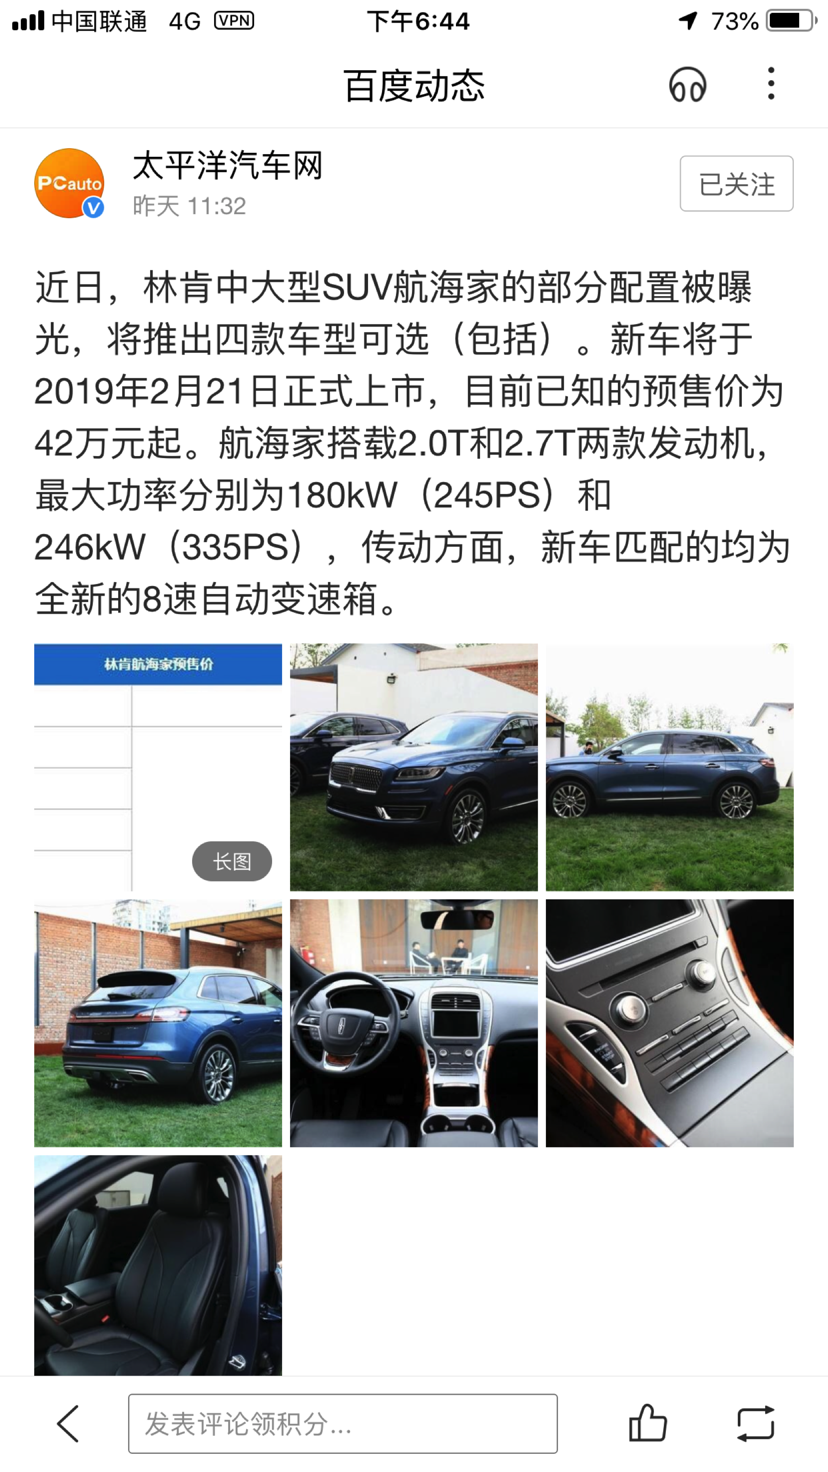 中国联通 4G VPN 下午6:44 73%
百度动态
PCauto
太平洋汽车网
昨天 11:32
已关注
近日，林肯中大型SUV航海家的部分配置被曝
光，将推出四款车型可选（包括）。新车将于
2019年2月21日正式上市，目前已知的预售价为
42万元起。航海家搭载2.0T和2.7T两款发动机，
最大功率分别为180kW（245PS）和
246kW（335PS），传动方面，新车匹配的均为
全新的8速自动变速箱。
林肯航海家预售价
长图
发表评论领积分...